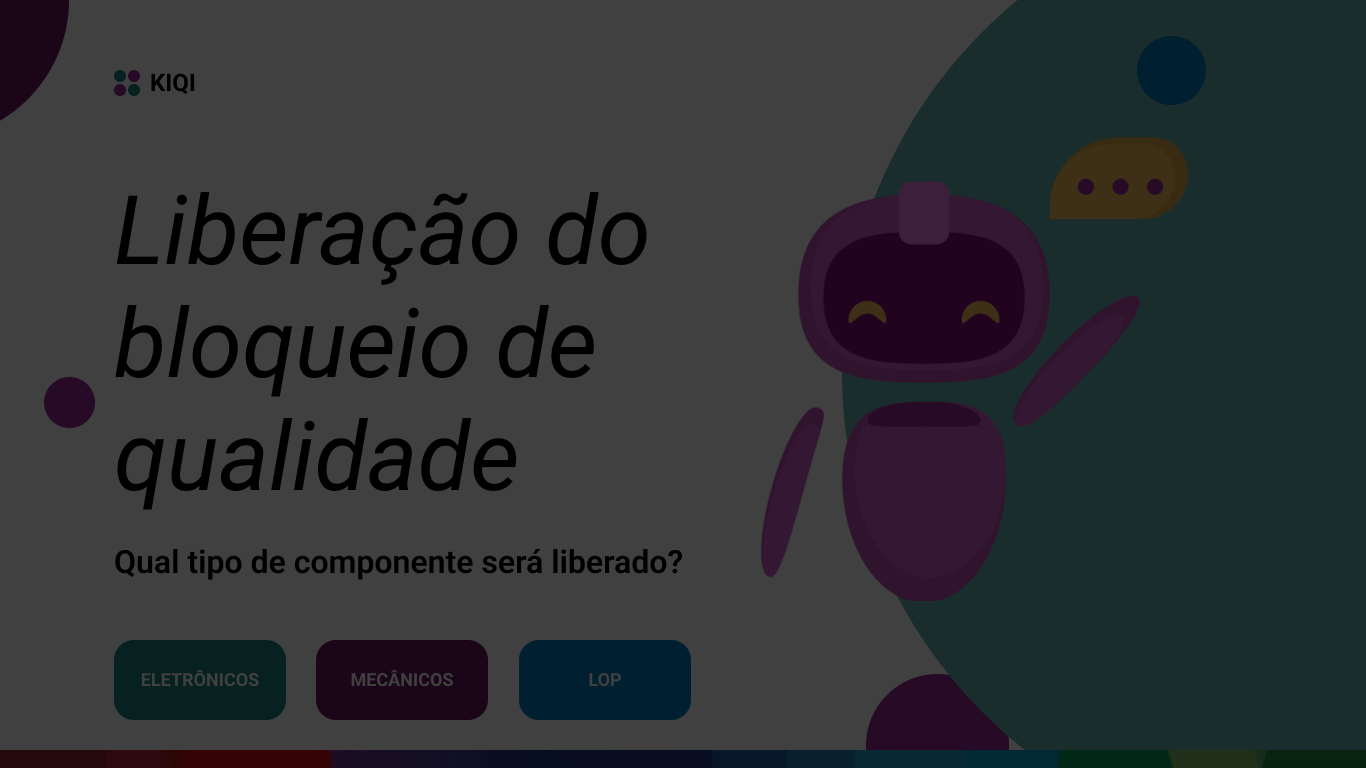 KIQI
Liberação do
bloqueio de
qualidade
Qual tipo de componente será liberado?
ELETRÔNICOS
MECÂNICOS
LOP